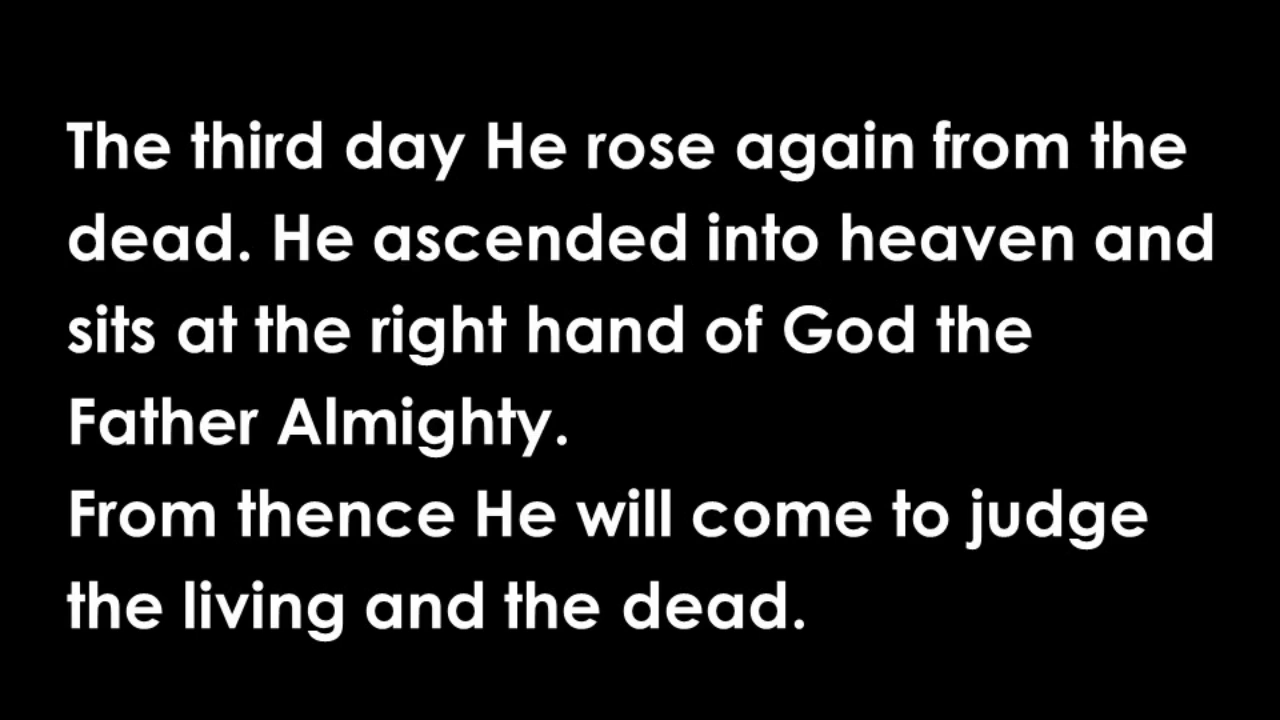 The third day He rose again from the
dead. He ascended into heaven and
sits at the right hand of God the
Father Almighty.
From thence He will come to judge
the living and the dead.